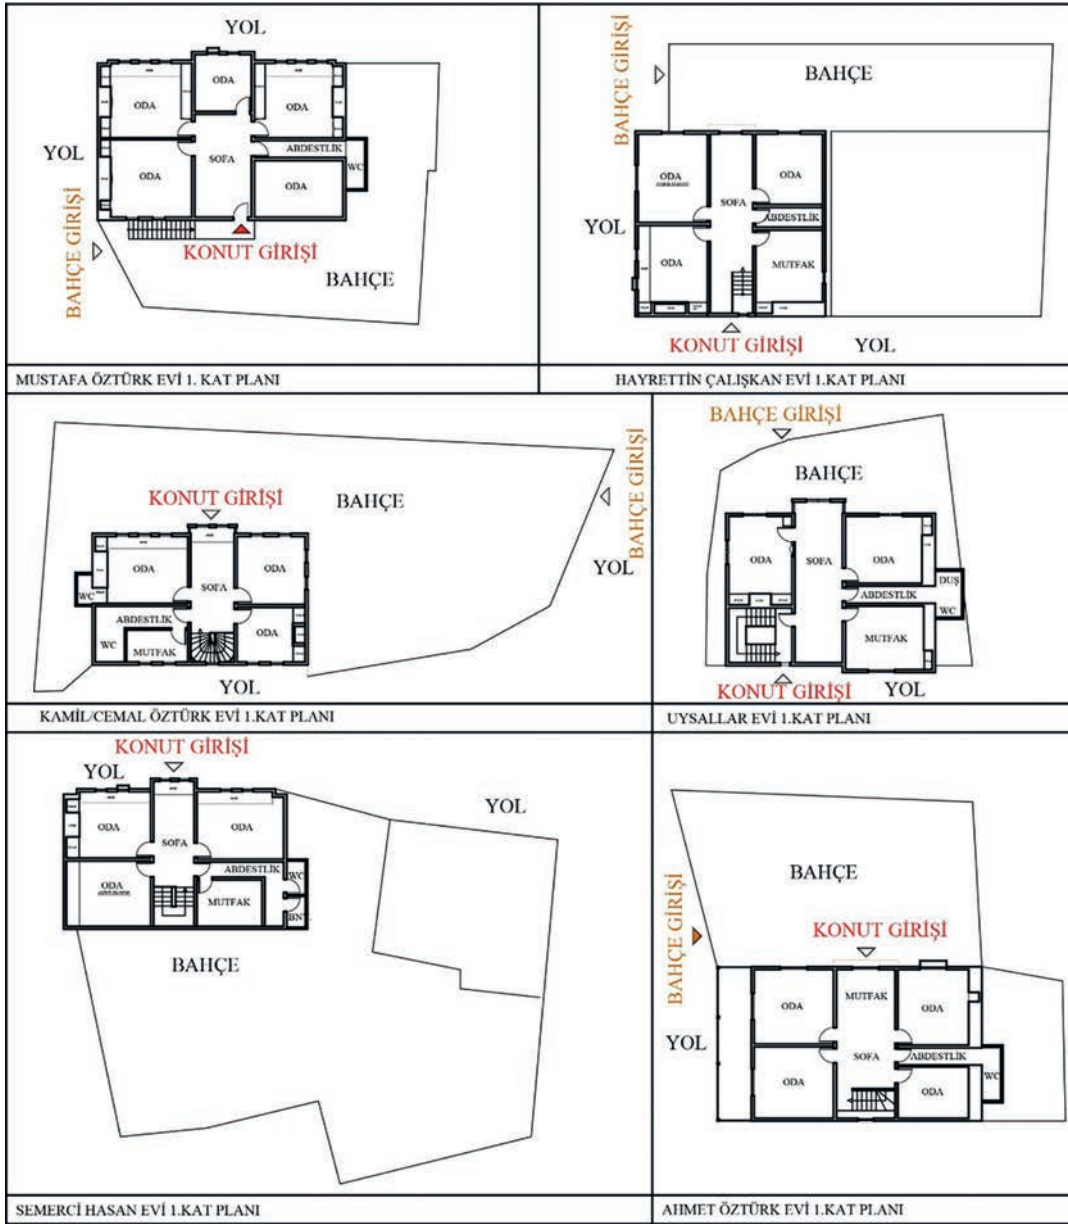 YOL
ODA
ODA
ODA
YOL
ODA
SOFA
ABDESTLİK
WC
ODA
BAHÇE GİRİŞİ
KONUT GİRİŞİ
BAHÇE
MUSTAFA ÖZTÜRK EVİ 1. KAT PLANI
BAHÇE GİRİŞİ
BAHÇE
ODA
ODA
SOFA
ABDESTLİK
YOL
ODA
MUTFAK
KONUT GİRİŞİ
YOL
HAYRETTİN ÇALIŞKAN EVİ 1.KAT PLANI
KONUT GİRİŞİ
BAHÇE
BAHÇE GİRİŞİ
YOL
ODA
SOFA
ODA
WC
ABDESTLİK
WC
MUTFAK
ODA
YOL
KAMİL/CEMAL ÖZTÜRK EVİ 1.KAT PLANI
BAHÇE GİRİŞİ
BAHÇE
ODA
SOFA
ODA
DUŞ
ABDESTLİK
WC
MUTFAK
KONUT GİRİŞİ
YOL
UYSALLAR EVİ 1.KAT PLANI
KONUT GİRİŞİ
YOL
YOL
ODA
SOFA
ODA
ODA
ABDESTLİK
WC
MUTFAK
BNY
BAHÇE
SEMERCİ HASAN EVİ 1.KAT PLANI
BAHÇE
BAHÇE GİRİŞİ
KONUT GİRİŞİ
YOL
ODA
MUTFAK
ODA
SOFA
ABDESTLİK
ODA
ODA
WC
AHMET ÖZTÜRK EVİ 1.KAT PLANI